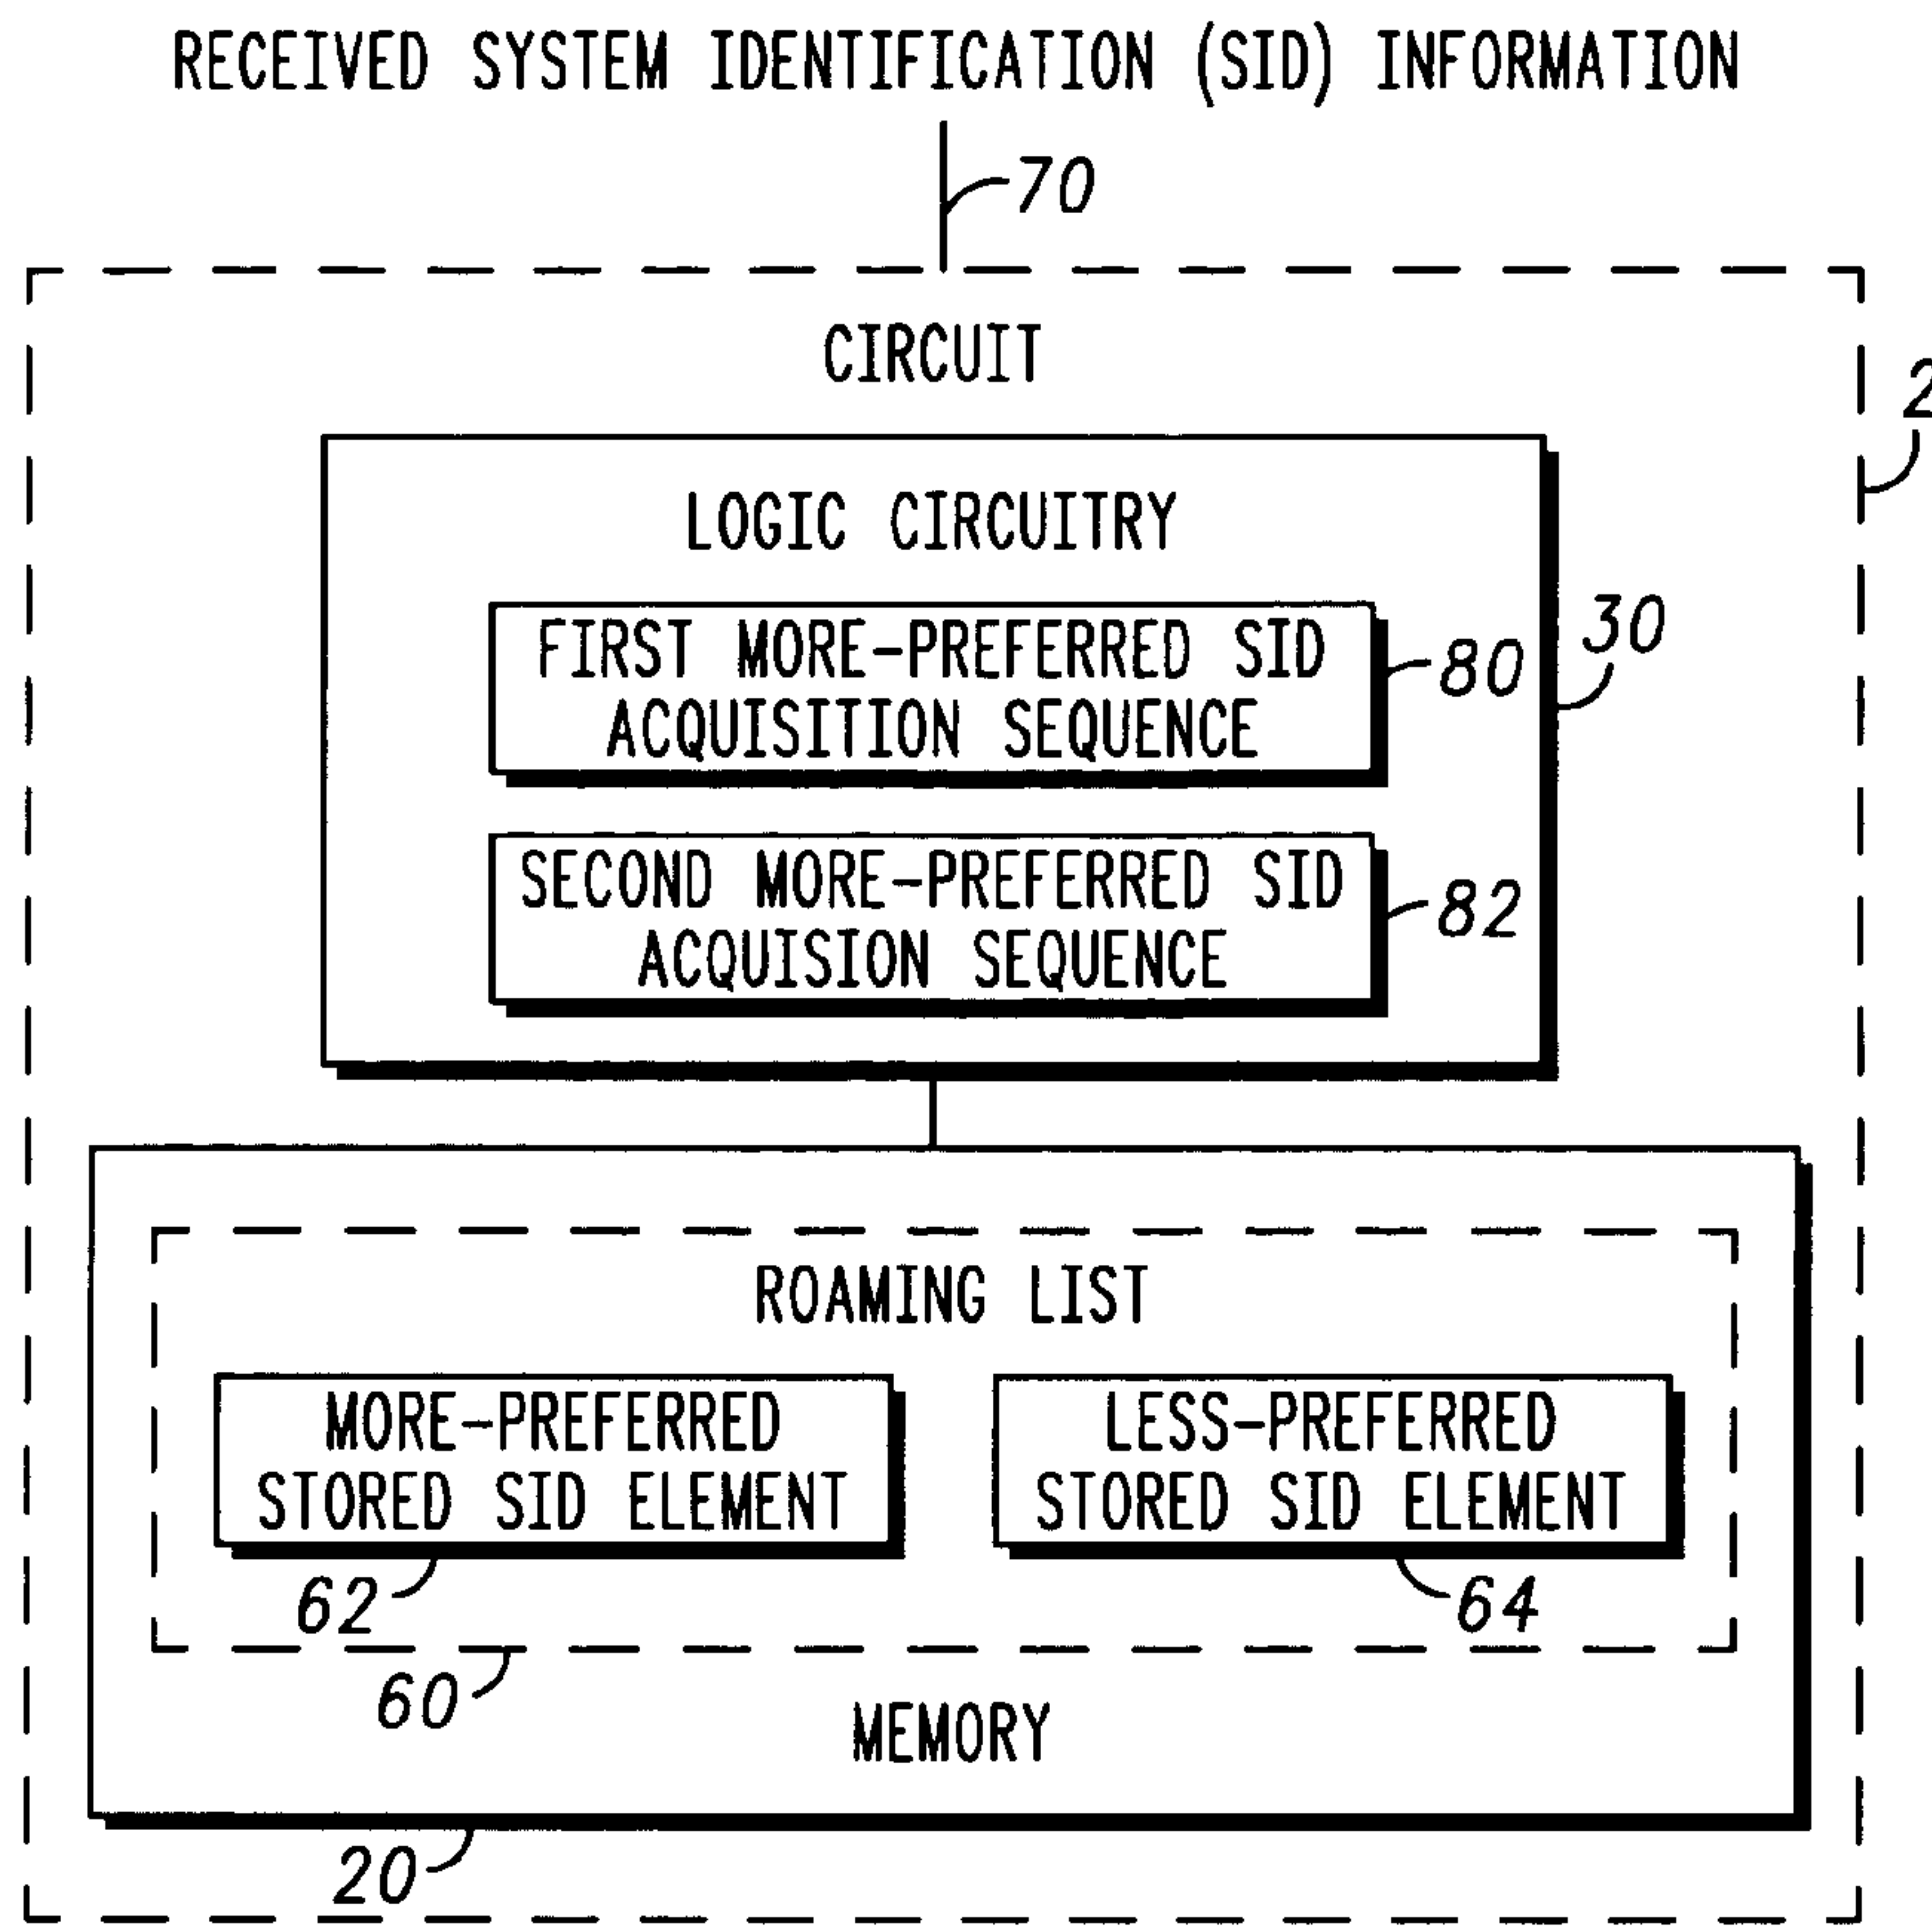 RECEIVED SYSTEM IDENTIFICATION (SID) INFORMATION
70
CIRCUIT
2
LOGIC CIRCUITRY
30
FIRST MORE-PREFERRED SID
ACQUISITION SEQUENCE
80
SECOND MORE-PREFERRED SID
ACQUISION SEQUENCE
82
ROAMING LIST
MORE-PREFERRED
STORED SID ELEMENT
LESS-PREFERRED
STORED SID ELEMENT
62
64
60
MEMORY
20